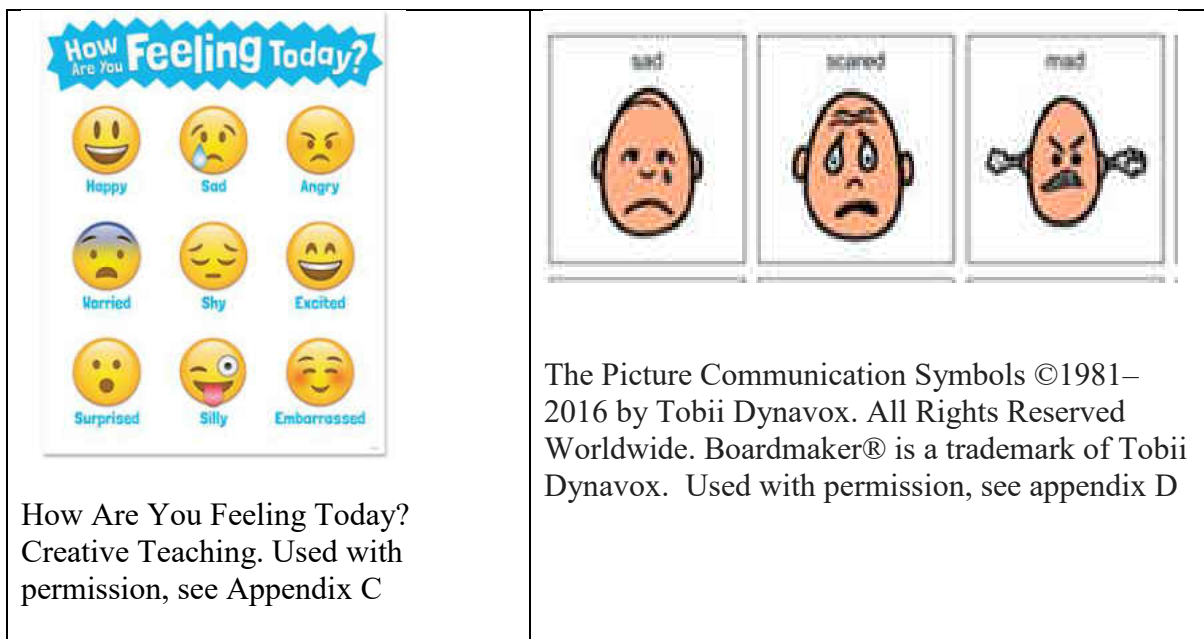 How
Are You Feeling Today?
Happy Sad Angry
Worried Shy Excited
Surprised Silly Embarrassed
How Are You Feeling Today?
Creative Teaching. Used with
permission, see Appendix C
sad scared mad
The Picture Communication Symbols ©1981–
2016 by Tobii Dynavox. All Rights Reserved
Worldwide. Boardmaker® is a trademark of Tobii
Dynavox.  Used with permission, see appendix D